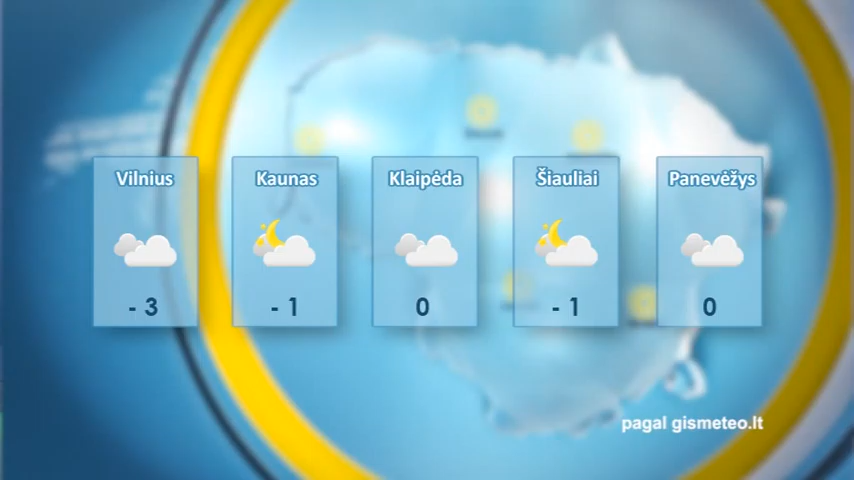 Vilnius
- 3
Kaunas
- 1
Klaipėda
0
Šiauliai
- 1
Panevėžys
0
pagal gismeteo.lt